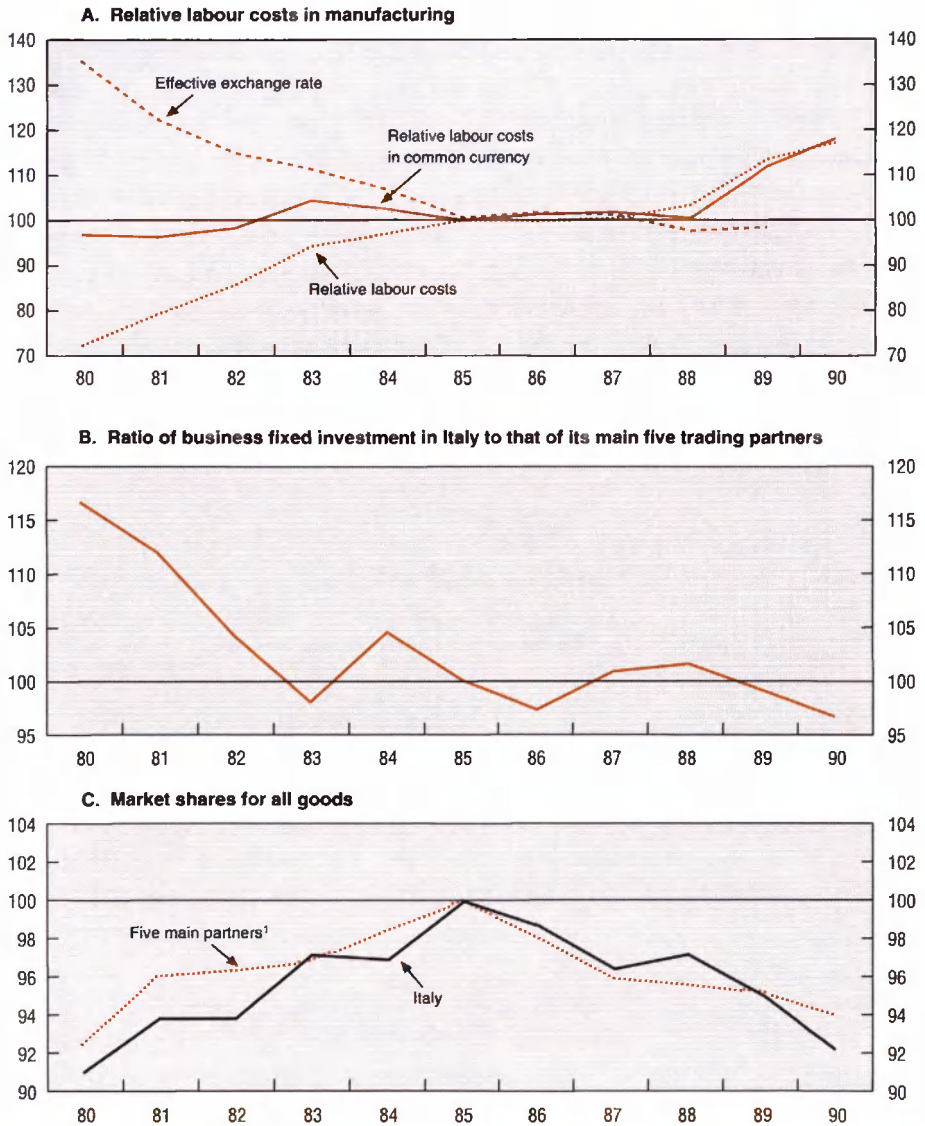 A. Relative labour costs in manufacturing
140 140
130 130
Effective exchange rate
120 120
Relative labour costs
in common currency
110 110
100 100
90 90
Relative labour costs
80 80
70 70
80 81 82 83 84 85 86 87 88 89 90
B. Ratio of business fixed investment in Italy to that of its main five trading partners
120 120
115 115
110 110
105 105
100 100
95 95
80 81 82 83 84 85 86 87 88 89 90
C. Market shares for all goods
104 104
102 102
100 100
Five main partners¹
98 98
96 96
Italy
94 94
92 92
90 90
80 81 82 83 84 85 86 87 88 89 90